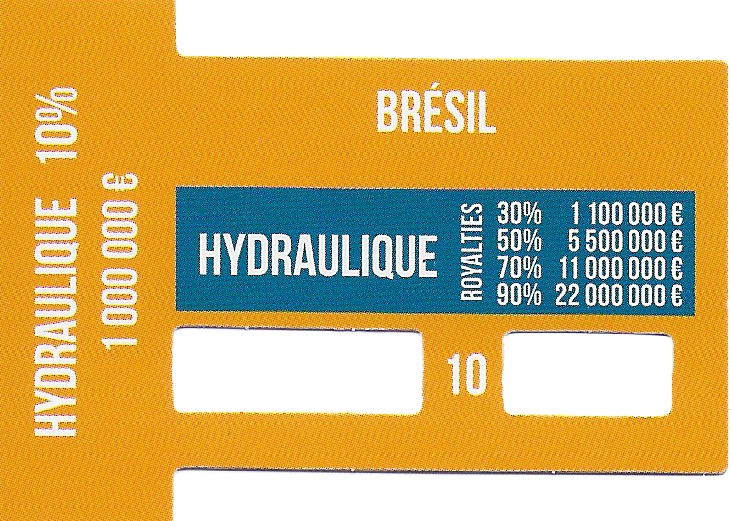 HYDRAULIQUE 10%
1 000 000 €
BRÉSIL
HYDRAULIQUE
ROYALTIES
30% 1 100 000 €
50% 5 500 000 €
70% 11 000 000 €
90% 22 000 000 €
10